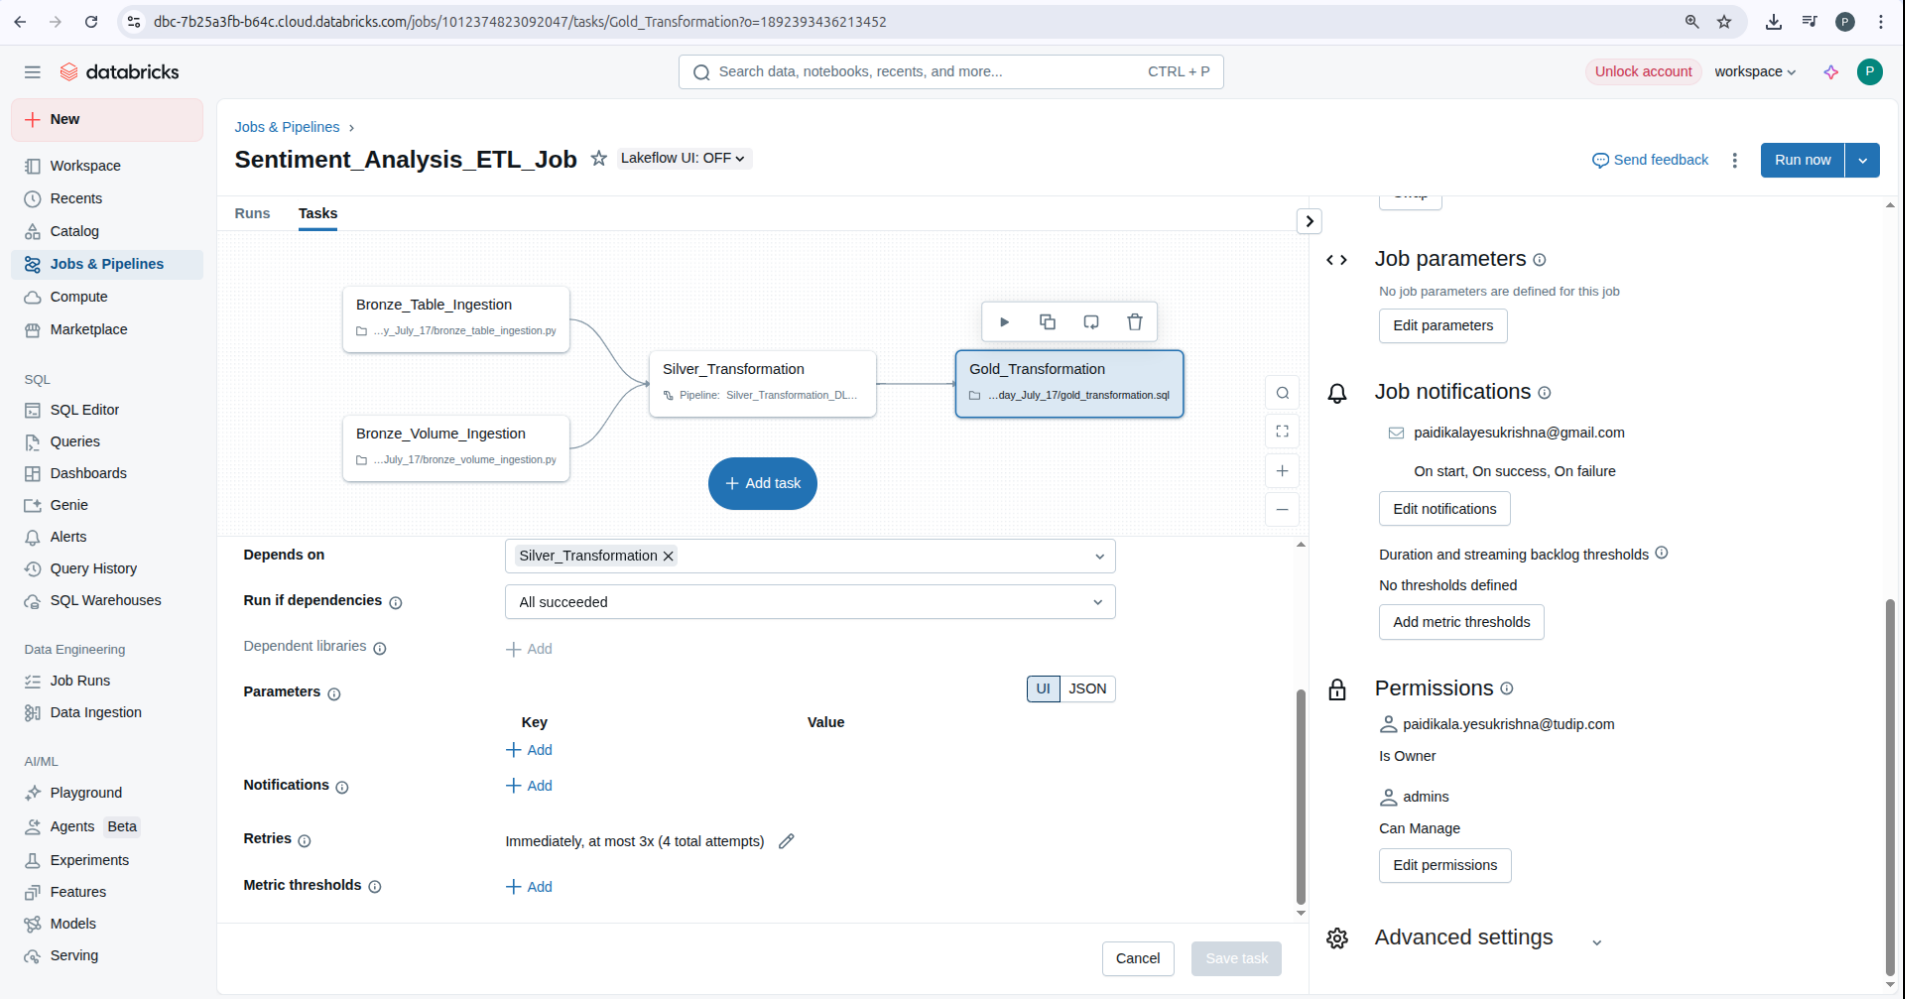 dbc-7b25a3fb-b64c.cloud.databricks.com/jobs/1012374823092047/tasks/Gold_Transformation?o=1892393436213452
P
databricks
Search data, notebooks, recents, and more...
CTRL + P
Unlock account
workspace
P
New
Workspace
Recents
Catalog
Jobs & Pipelines
Compute
Marketplace
SQL
SQL Editor
Queries
Dashboards
Genie
Alerts
Query History
SQL Warehouses
Data Engineering
Job Runs
Data Ingestion
AI/ML
Playground
Agents Beta
Experiments
Features
Models
Serving
Jobs & Pipelines
Sentiment_Analysis_ETL_Job
Lakeflow UI: OFF
Send feedback
Run now
Runs
Tasks
Bronze_Table_Ingestion
...y_July_17/bronze_table_ingestion.py
Bronze_Volume_Ingestion
...July_17/bronze_volume_ingestion.py
Silver_Transformation
Pipeline: Silver_Transformation_DL...
Gold_Transformation
...day_July_17/gold_transformation.sql
+ Add task
Depends on
Silver_Transformation
Run if dependencies
All succeeded
Dependent libraries
+ Add
Parameters
UI
JSON
Key
Value
+ Add
Notifications
+ Add
Retries
Immediately, at most 3x (4 total attempts)
Metric thresholds
+ Add
Cancel
Save task
Job parameters
No job parameters are defined for this job
Edit parameters
Job notifications
paidikalayesukrishna@gmail.com
On start, On success, On failure
Edit notifications
Duration and streaming backlog thresholds
No thresholds defined
Add metric thresholds
Permissions
paidikala.yesukrishna@tudip.com
Is Owner
admins
Can Manage
Edit permissions
Advanced settings